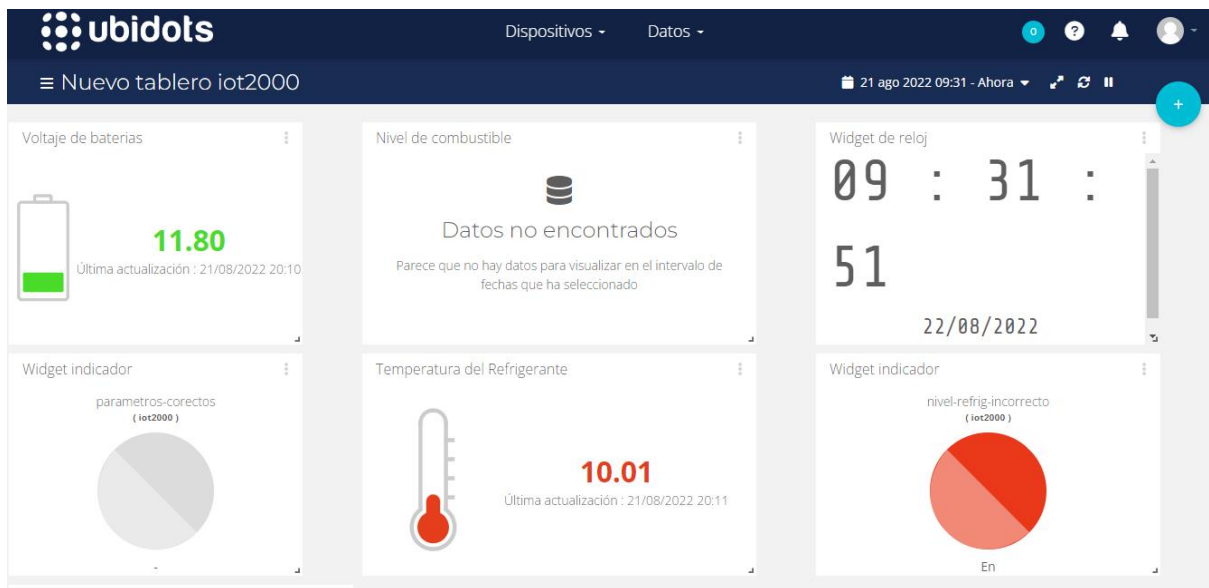 ubidots
Dispositivos
Datos
0
?
≡ Nuevo tablero iot2000
21 ago 2022 09:31 - Ahora
+
Voltaje de baterias
11.80
Última actualización : 21/08/2022 20:10
Nivel de combustible
Datos no encontrados
Parece que no hay datos para visualizar en el intervalo de
fechas que ha seleccionado
Widget de reloj
09 : 31 :
51
22/08/2022
Widget indicador
parametros-corectos
( iot2000 )
-
Temperatura del Refrigerante
10.01
Última actualización : 21/08/2022 20:11
Widget indicador
nivel-refrig-incorrecto
( iot2000 )
En